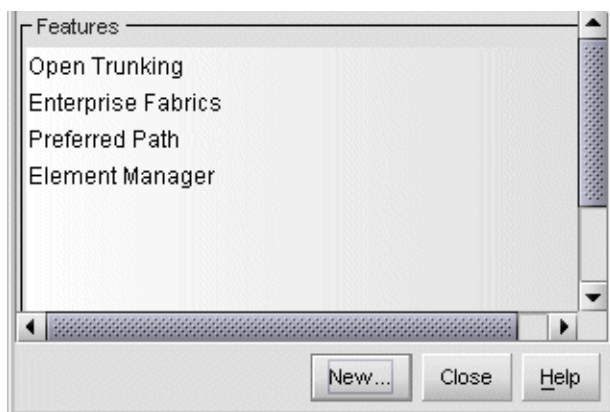 Features
Open Trunking
Enterprise Fabrics
Preferred Path
Element Manager
New... Close Help